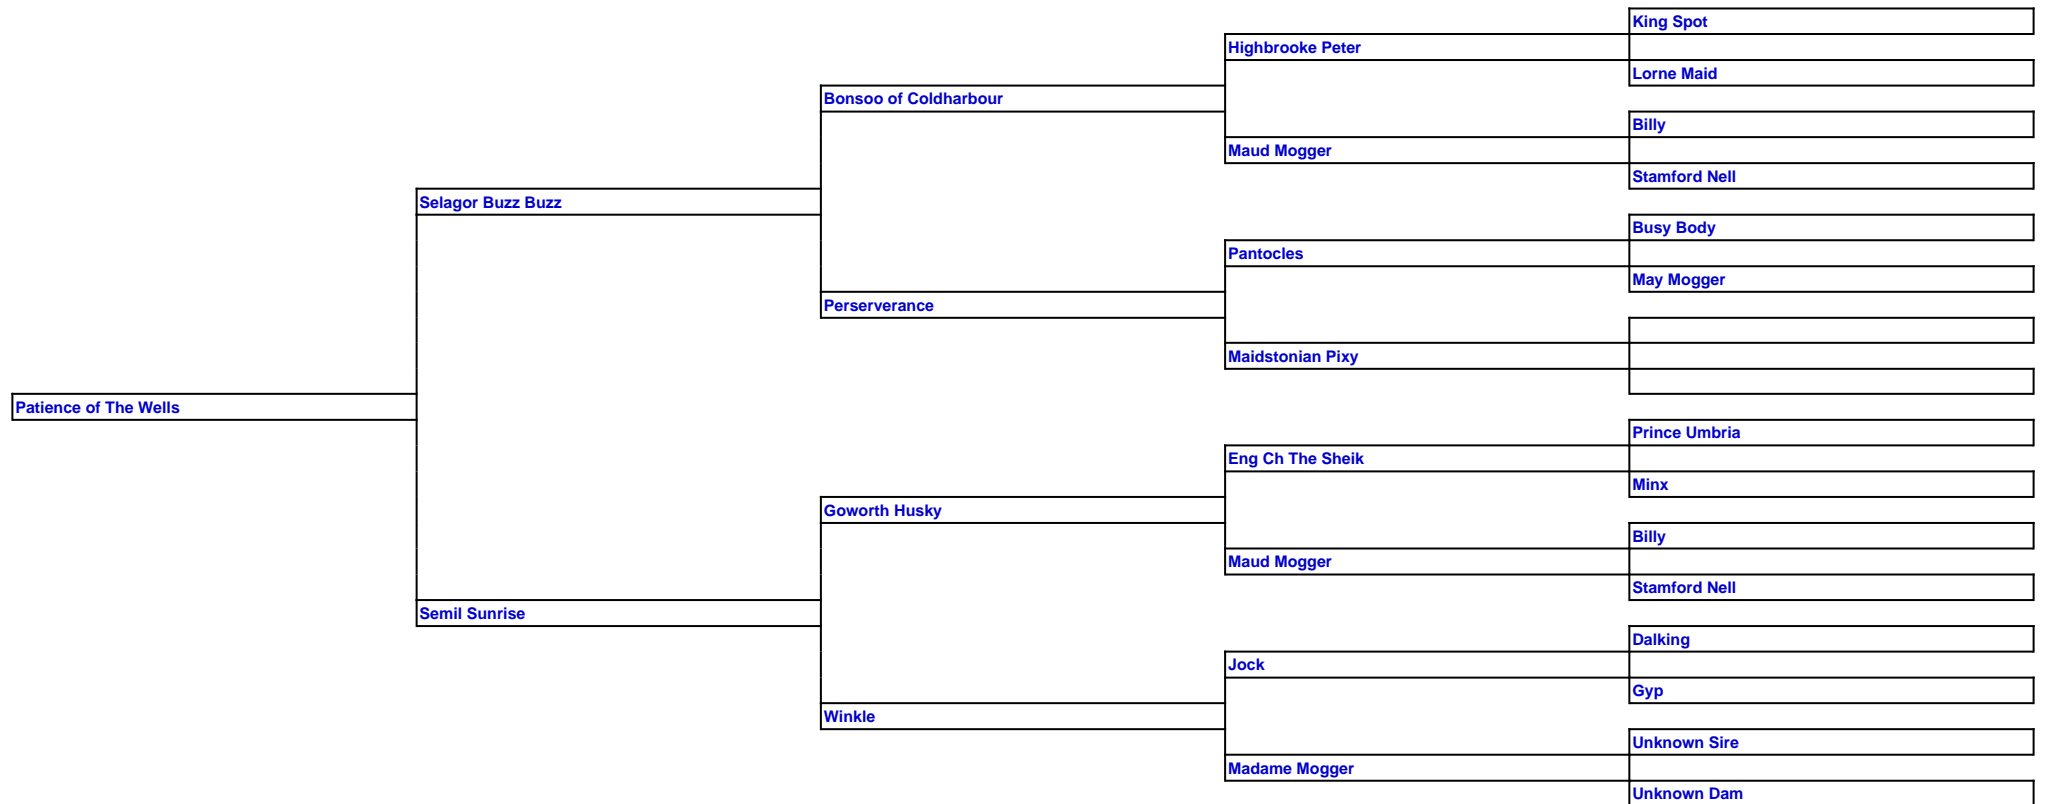 King Spot
Highbrooke Peter
Lorne Maid
Bonsoo of Coldharbour
Billy
Maud Mogger
Stamford Nell
Selagor Buzz Buzz
Busy Body
Pantocles
May Mogger
Perserverance
Maidstonian Pixy
Patience of The Wells
Prince Umbria
Eng Ch The Sheik
Minx
Goworth Husky
Billy
Maud Mogger
Stamford Nell
Semil Sunrise
Dalking
Jock
Gyp
Winkle
Unknown Sire
Madame Mogger
Unknown Dam